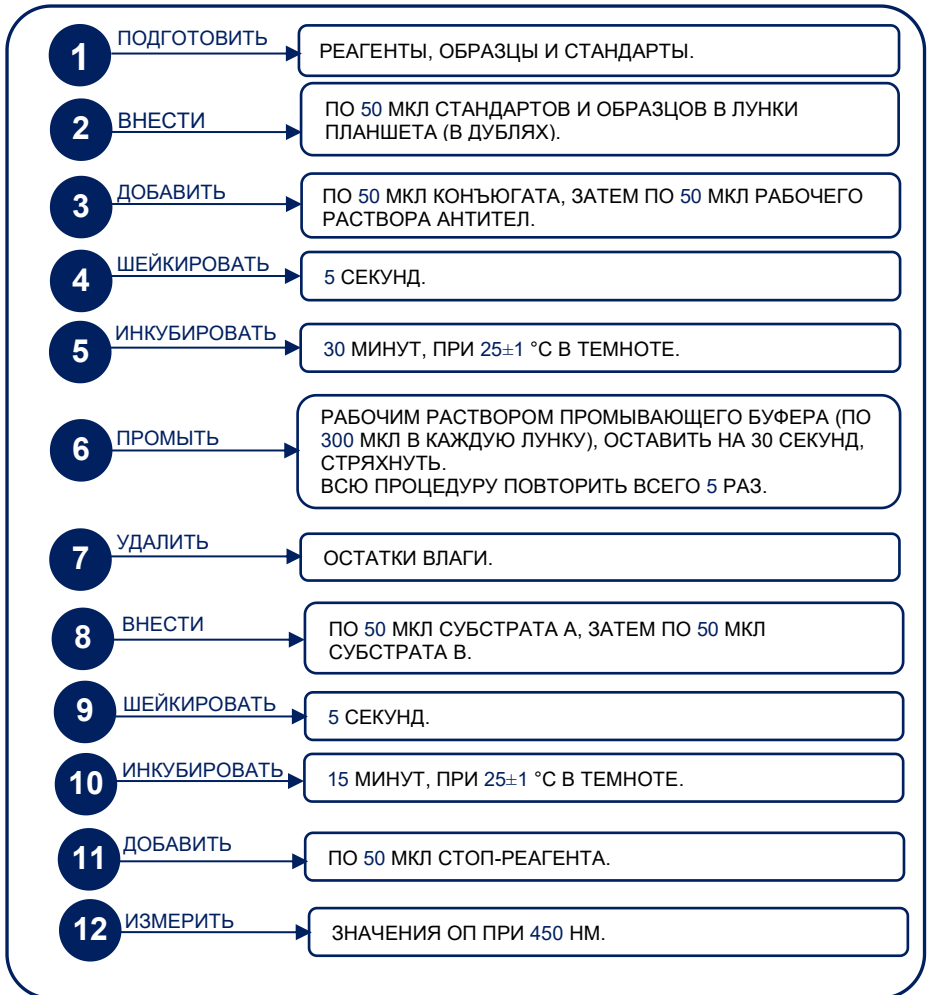 1
ПОДГОТОВИТЬ
РЕАГЕНТЫ, ОБРАЗЦЫ И СТАНДАРТЫ.
2
ВНЕСТИ
ПО 50 МКЛ СТАНДАРТОВ И ОБРАЗЦОВ В ЛУНКИ
ПЛАНШЕТА (В ДУБЛЯХ).
3
ДОБАВИТЬ
ПО 50 МКЛ КОНЪЮГАТА, ЗАТЕМ ПО 50 МКЛ РАБОЧЕГО
РАСТВОРА АНТИТЕЛ.
4
ШЕЙКИРОВАТЬ
5 СЕКУНД.
5
ИНКУБИРОВАТЬ
30 МИНУТ, ПРИ 25±1 °С В ТЕМНОТЕ.
6
ПРОМЫТЬ
РАБОЧИМ РАСТВОРОМ ПРОМЫВАЮЩЕГО БУФЕРА (ПО
300 МКЛ В КАЖДУЮ ЛУНКУ), ОСТАВИТЬ НА 30 СЕКУНД,
СТРЯХНУТЬ.
ВСЮ ПРОЦЕДУРУ ПОВТОРИТЬ ВСЕГО 5 РАЗ.
7
УДАЛИТЬ
ОСТАТКИ ВЛАГИ.
8
ВНЕСТИ
ПО 50 МКЛ СУБСТРАТА А, ЗАТЕМ ПО 50 МКЛ
СУБСТРАТА В.
9
ШЕЙКИРОВАТЬ
5 СЕКУНД.
10
ИНКУБИРОВАТЬ
15 МИНУТ, ПРИ 25±1 °С В ТЕМНОТЕ.
11
ДОБАВИТЬ
ПО 50 МКЛ СТОП-РЕАГЕНТА.
12
ИЗМЕРИТЬ
ЗНАЧЕНИЯ ОП ПРИ 450 НМ.